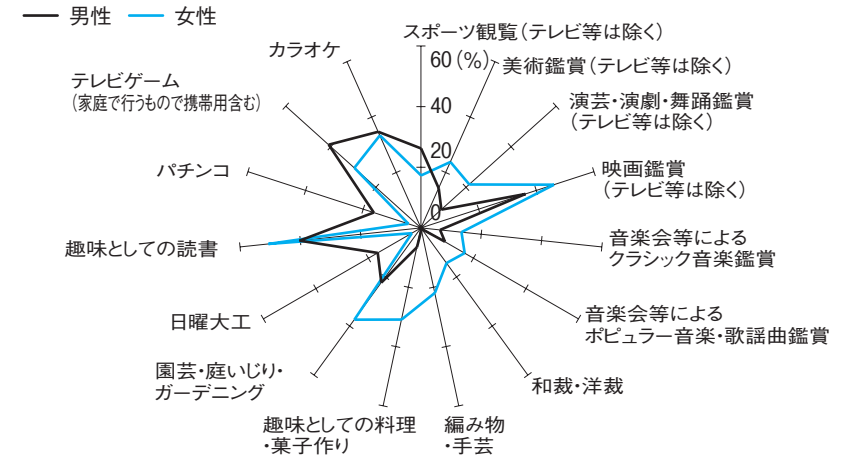 男性 女性
スポーツ観覧(テレビ等は除く)
60(%)
40
20
0
美術鑑賞(テレビ等は除く)
演芸・演劇・舞踊鑑賞
(テレビ等は除く)
映画鑑賞
(テレビ等は除く)
音楽会等による
クラシック音楽鑑賞
音楽会等による
ポピュラー音楽・歌謡曲鑑賞
和裁・洋裁
編み物
・手芸
趣味としての料理
・菓子作り
園芸・庭いじり・
ガーデニング
日曜大工
趣味としての読書
パチンコ
テレビゲーム
(家庭で行うもので携帯用含む)
カラオケ